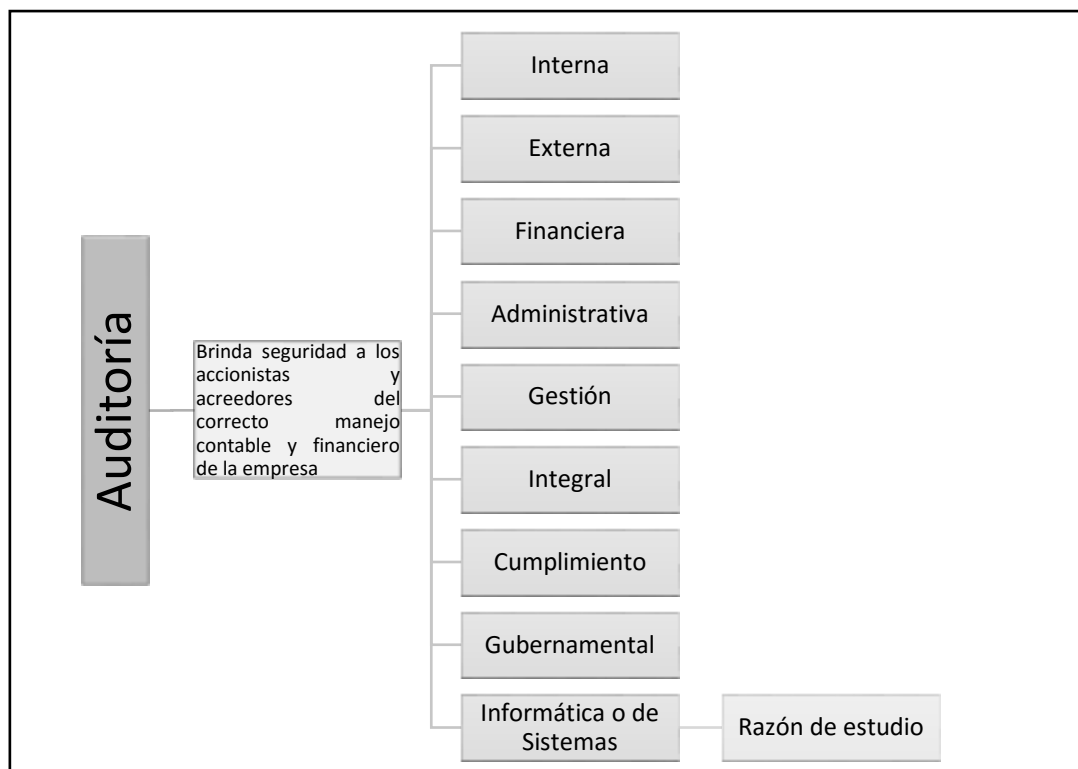 Auditoría
Brinda seguridad a los
accionistas y
acreedores del
correcto manejo
contable y financiero
de la empresa
Interna
Externa
Financiera
Administrativa
Gestión
Integral
Cumplimiento
Gubernamental
Informática o de
Sistemas
Razón de estudio